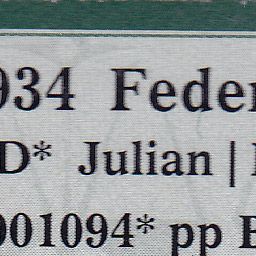 934 Feder
D* Julian |
001094* pp B